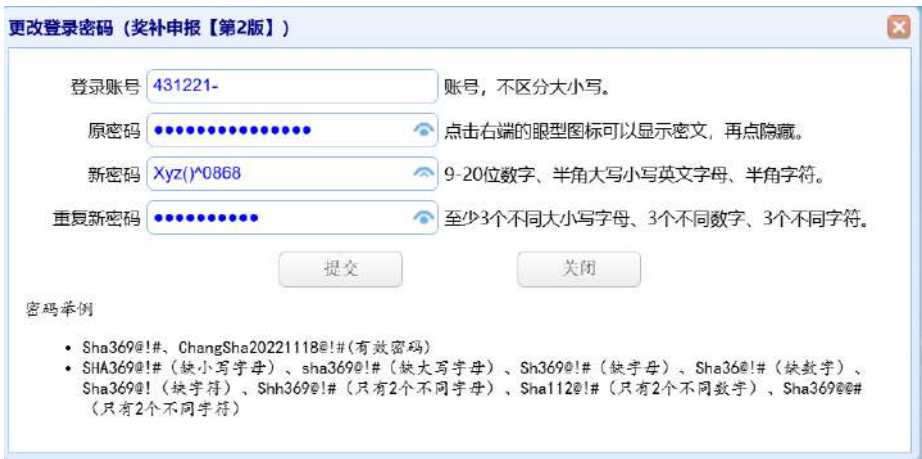 更改登录密码（奖补申报【第2版】）
登录账号 431221- 账号，不区分大小写。
原密码 ●●●●●●●●●●●●●●● 点击右端的眼型图标可以显示密文，再点隐藏。
新密码 Xyz()^0868 9-20位数字、半角大写小写英文字母、半角字符。
重复新密码 ●●●●●●●●●● 至少3个不同大小写字母、3个不同数字、3个不同字符。
提交 关闭
密码举例
• Sha369@!#、ChangSha20221118@!#(有效密码)
• SHA369@!#（缺小写字母）、sha369@!#（缺大写字母）、Sh369@!#（缺字母）、Sha36@!#（缺数字）、
Sha369@!（缺字符）、Shh369@!#（只有2个不同字母）、Sha112@!#（只有2个不同数字）、Sha369@@#
（只有2个不同字符）